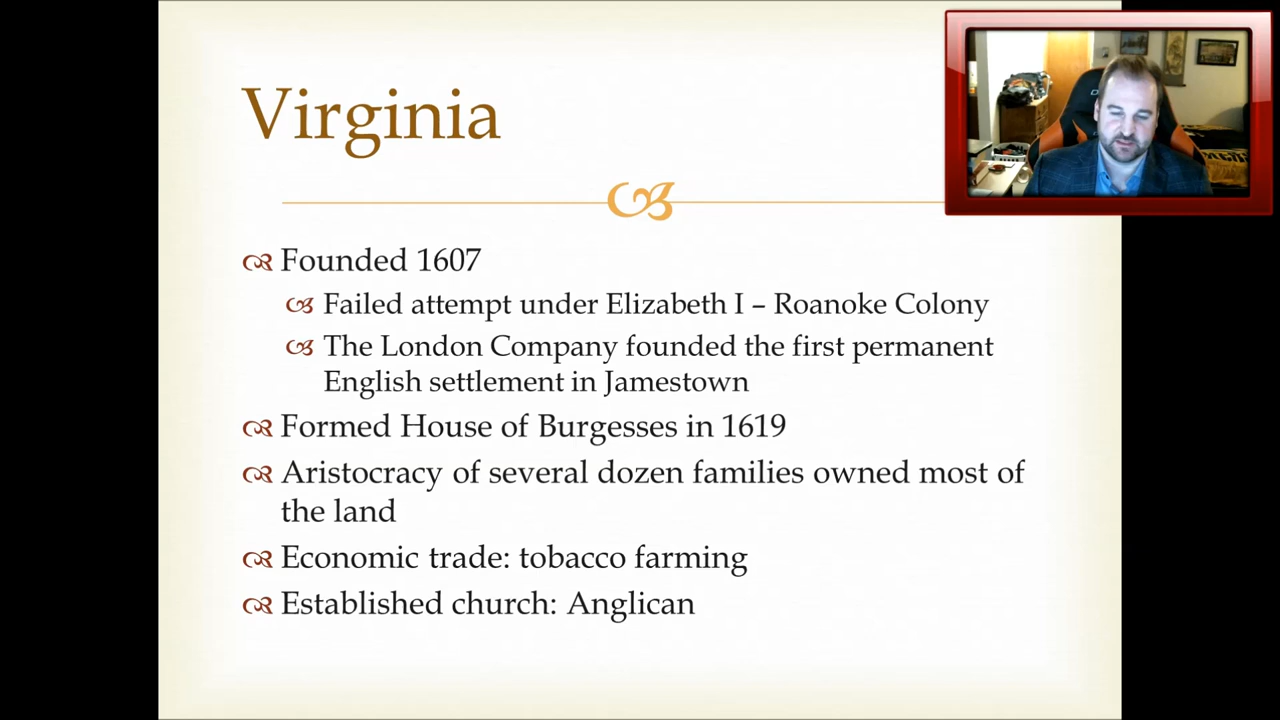 Virginia
Founded 1607
Failed attempt under Elizabeth I – Roanoke Colony
The London Company founded the first permanent
English settlement in Jamestown
Formed House of Burgesses in 1619
Aristocracy of several dozen families owned most of
the land
Economic trade: tobacco farming
Established church: Anglican